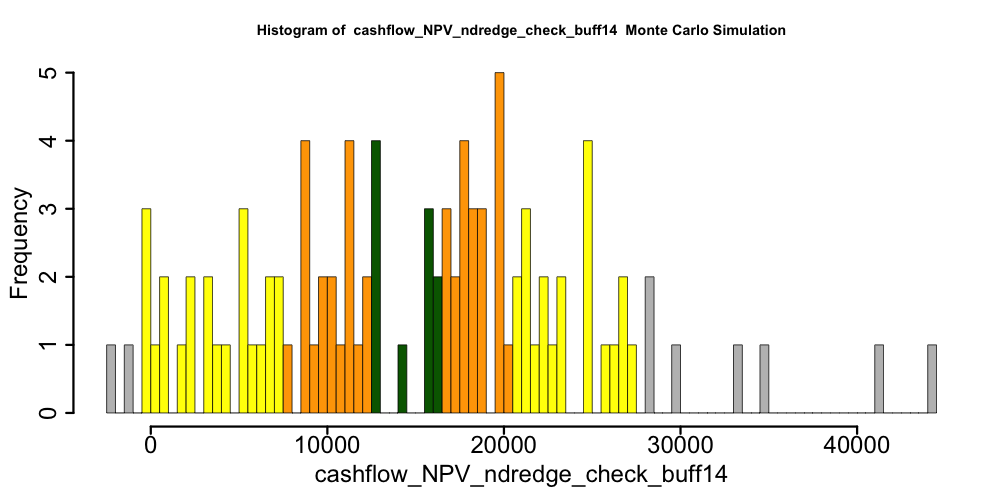 Histogram of cashflow_NPV_ndredge_check_buff14 Monte Carlo Simulation
Frequency
5
4
3
2
1
0
0 10000 20000 30000 40000
cashflow_NPV_ndredge_check_buff14